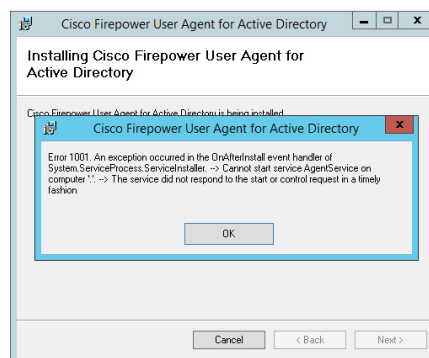 Cisco Firepower User Agent for Active Directory
Installing Cisco Firepower User Agent for
Active Directory
Cisco Firepower User Agent for Active Directory is being installed
Cisco Firepower User Agent for Active Directory
x
Error 1001. An exception occurred in the OnAfterInstall event handler of
System.ServiceProcess.ServiceInstaller. --> Cannot start service AgentService on
computer '.'. --> The service did not respond to the start or control request in a timely
fashion
OK
Cancel
< Back
Next >